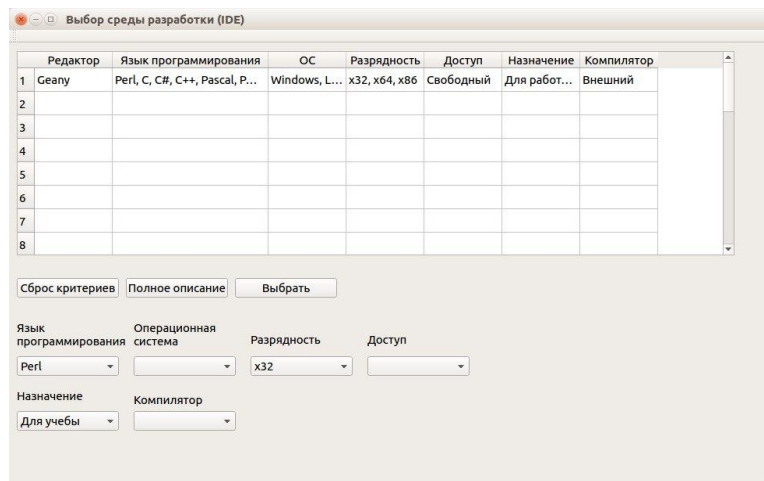 Выбор среды разработки (IDE)
Редактор Язык программирования ОС Разрядность Доступ Назначение Компилятор
1 Geany Perl, C, C#, C++, Pascal, P... Windows, L... x32, x64, x86 Свободный Для работ... Внешний
2
3
4
5
6
7
8
Сброс критериев Полное описание Выбрать
Язык программирования Операционная система Разрядность Доступ
Perl x32
Назначение Компилятор
Для учебы